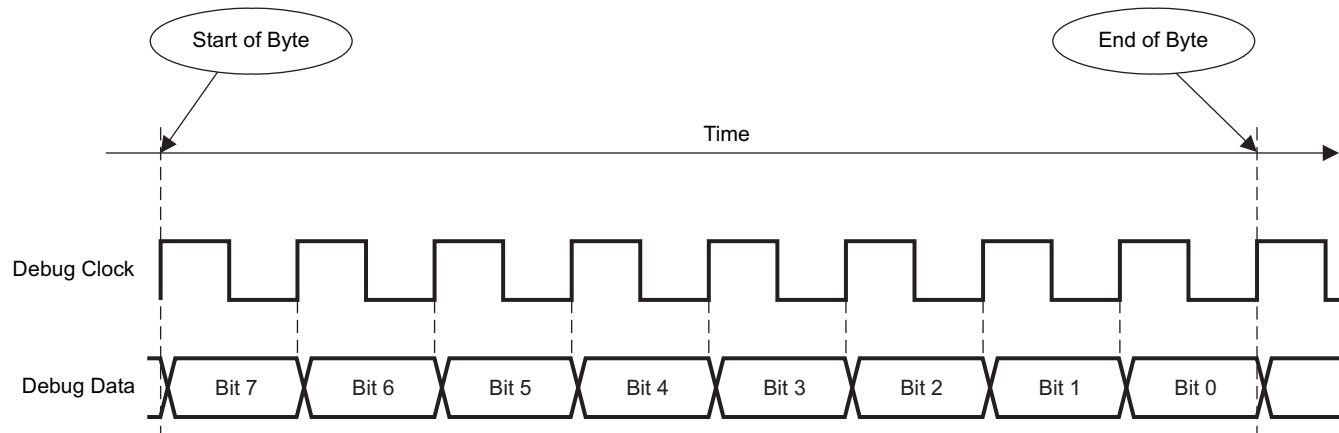 Start of Byte
End of Byte
Time
Debug Clock
Debug Data
Bit 7
Bit 6
Bit 5
Bit 4
Bit 3
Bit 2
Bit 1
Bit 0